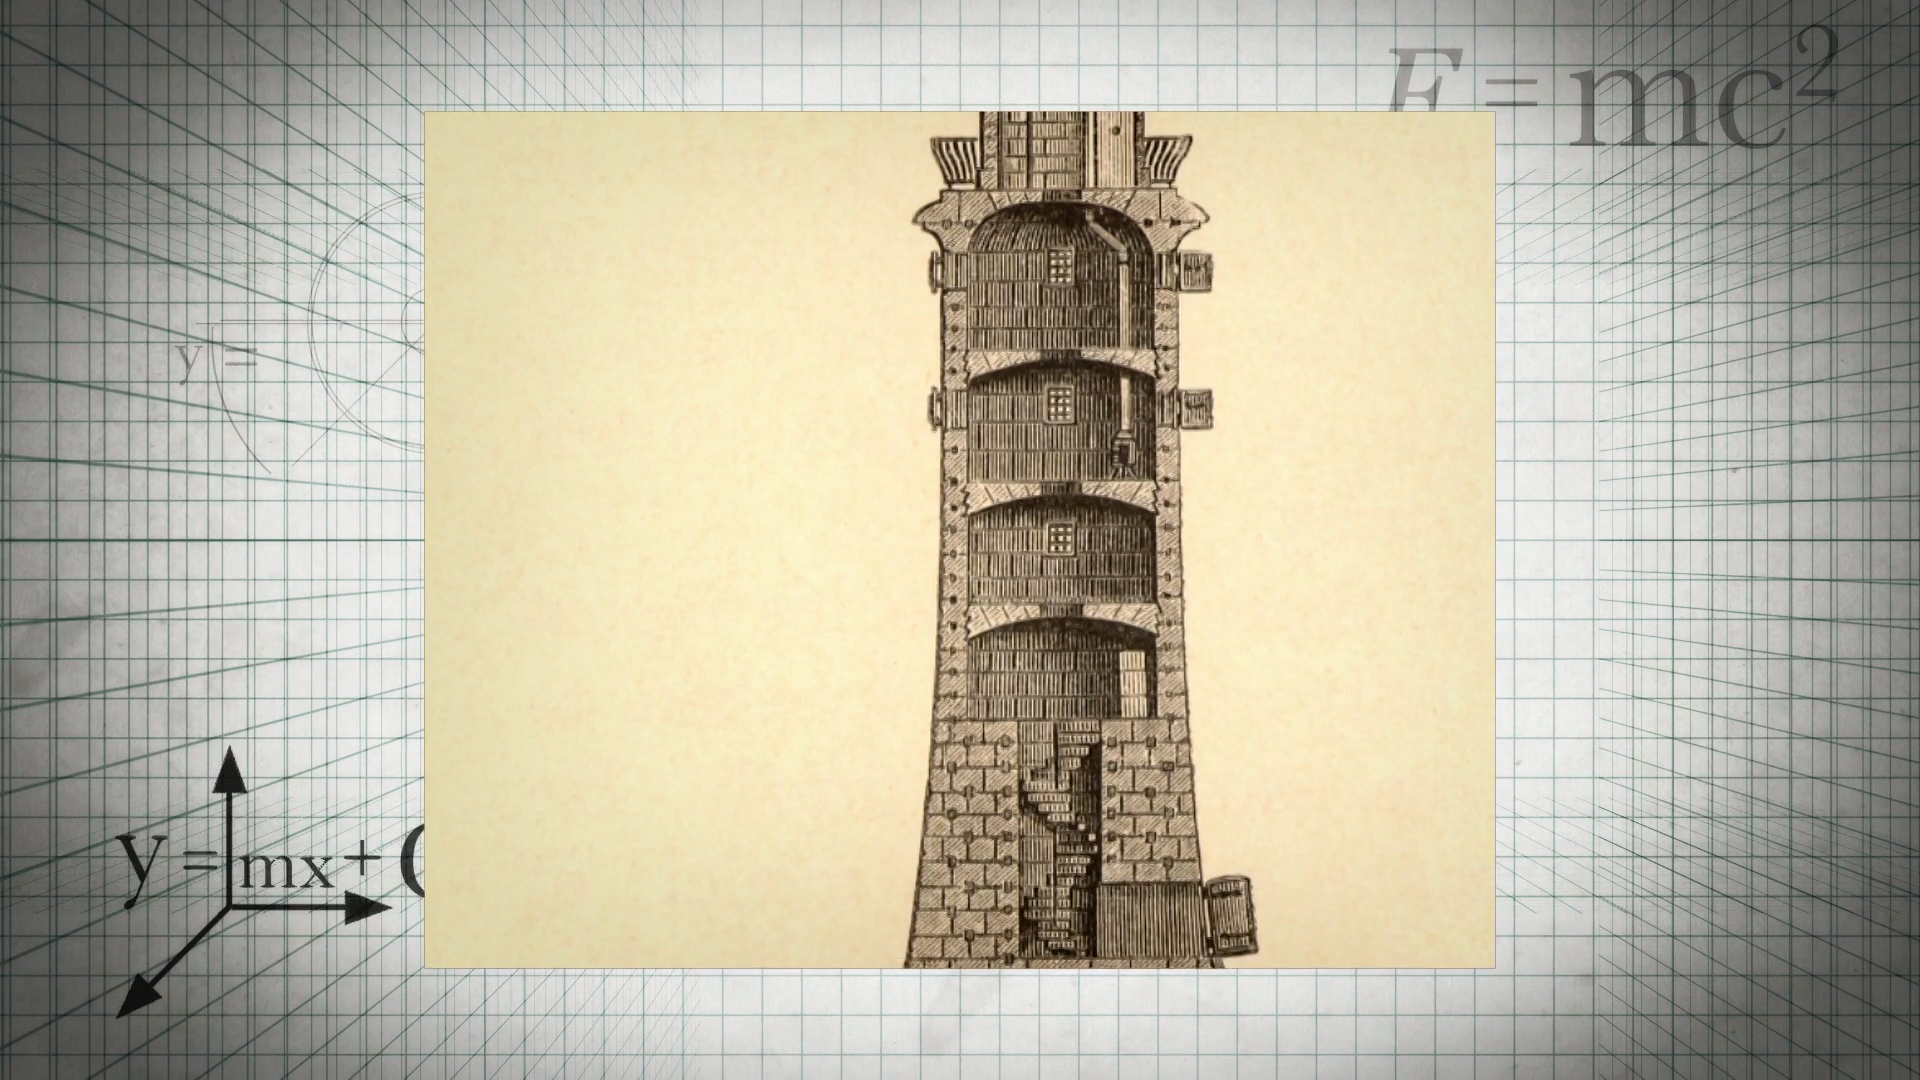 E = mc²
y =
y = mx +